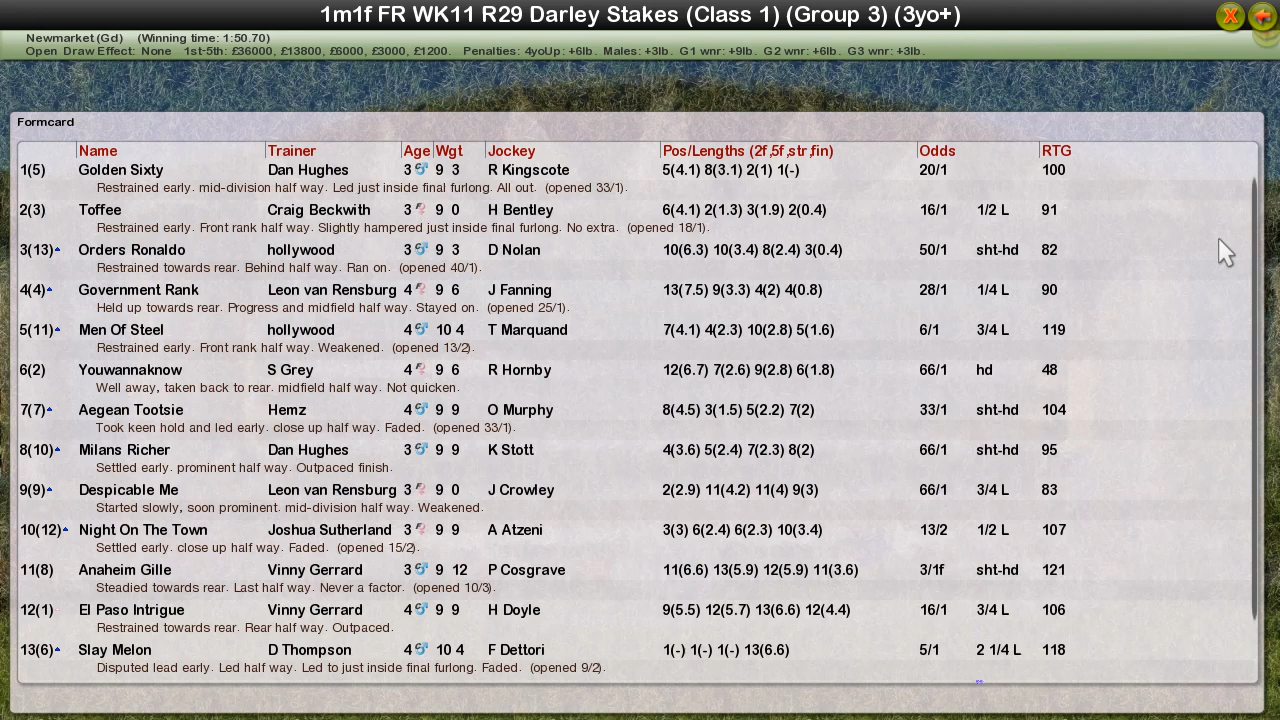 1m1f FR WK11 R29 Darley Stakes (Class 1) (Group 3) (3yo+)
Newmarket (Gd) (Winning time: 1:50.70)
Open Draw Effect: None 1st-5th: £36000, £13800, £6000, £3000, £1200. Penalties: 4yoUp: +6lb. Males: +3lb. G1 wnr: +9lb. G2 wnr: +6lb. G3 wnr: +3lb.
Formcard
Name Trainer Age Wgt Jockey Pos/Lengths (2f,5f,str,fin) Odds RTG
1(5) Golden Sixty Dan Hughes 3 9 3 R Kingscote 5(4.1) 8(3.1) 2(1) 1(-) 20/1 100
Restrained early. mid-division half way. Led just inside final furlong. All out. (opened 33/1).
2(3) Toffee Craig Beckwith 3 9 0 H Bentley 6(4.1) 2(1.3) 3(1.9) 2(0.4) 16/1 1/2 L 91
Restrained early. Front rank half way. Slightly hampered just inside final furlong. No extra. (opened 18/1).
3(13) Orders Ronaldo hollywood 3 9 3 D Nolan 10(6.3) 10(3.4) 8(2.4) 3(0.4) 50/1 sht-hd 82
Restrained towards rear. Behind half way. Ran on. (opened 40/1).
4(4) Government Rank Leon van Rensburg 4 9 6 J Fanning 13(7.5) 9(3.3) 4(2) 4(0.8) 28/1 1/4 L 90
Held up towards rear. Progress and midfield half way. Stayed on. (opened 25/1).
5(11) Men Of Steel hollywood 4 10 4 T Marquand 7(4.1) 4(2.3) 10(2.8) 5(1.6) 6/1 3/4 L 119
Restrained early. Front rank half way. Weakened. (opened 13/2).
6(2) Youwannaknow S Grey 4 9 6 R Hornby 12(6.7) 7(2.6) 9(2.8) 6(1.8) 66/1 hd 48
Well away, taken back to rear. midfield half way. Not quicken.
7(7) Aegean Tootsie Hemz 4 9 9 O Murphy 8(4.5) 3(1.5) 5(2.2) 7(2) 33/1 sht-hd 104
Took keen hold and led early. close up half way. Faded. (opened 33/1).
8(10) Milans Richer Dan Hughes 3 9 9 K Stott 4(3.6) 5(2.4) 7(2.3) 8(2) 66/1 sht-hd 95
Settled early. prominent half way. Outpaced finish.
9(9) Despicable Me Leon van Rensburg 3 9 0 J Crowley 2(2.9) 11(4.2) 11(4) 9(3) 66/1 3/4 L 83
Started slowly, soon prominent. mid-division half way. Weakened.
10(12) Night On The Town Joshua Sutherland 3 9 9 A Atzeni 3(3) 6(2.4) 6(2.3) 10(3.4) 13/2 1/2 L 107
Settled early. close up half way. Faded. (opened 15/2).
11(8) Anaheim Gille Vinny Gerrard 3 9 12 P Cosgrave 11(6.6) 13(5.9) 12(5.9) 11(3.6) 3/1f sht-hd 121
Steadied towards rear. Last half way. Never a factor. (opened 10/3).
12(1) El Paso Intrigue Vinny Gerrard 4 9 9 H Doyle 9(5.5) 12(5.7) 13(6.6) 12(4.4) 16/1 3/4 L 106
Restrained towards rear. Rear half way. Outpaced.
13(6) Slay Melon D Thompson 4 10 4 F Dettori 1(-) 1(-) 1(-) 13(6.6) 5/1 2 1/4 L 118
Disputed lead early. Led half way. Led to just inside final furlong. Faded. (opened 9/2).